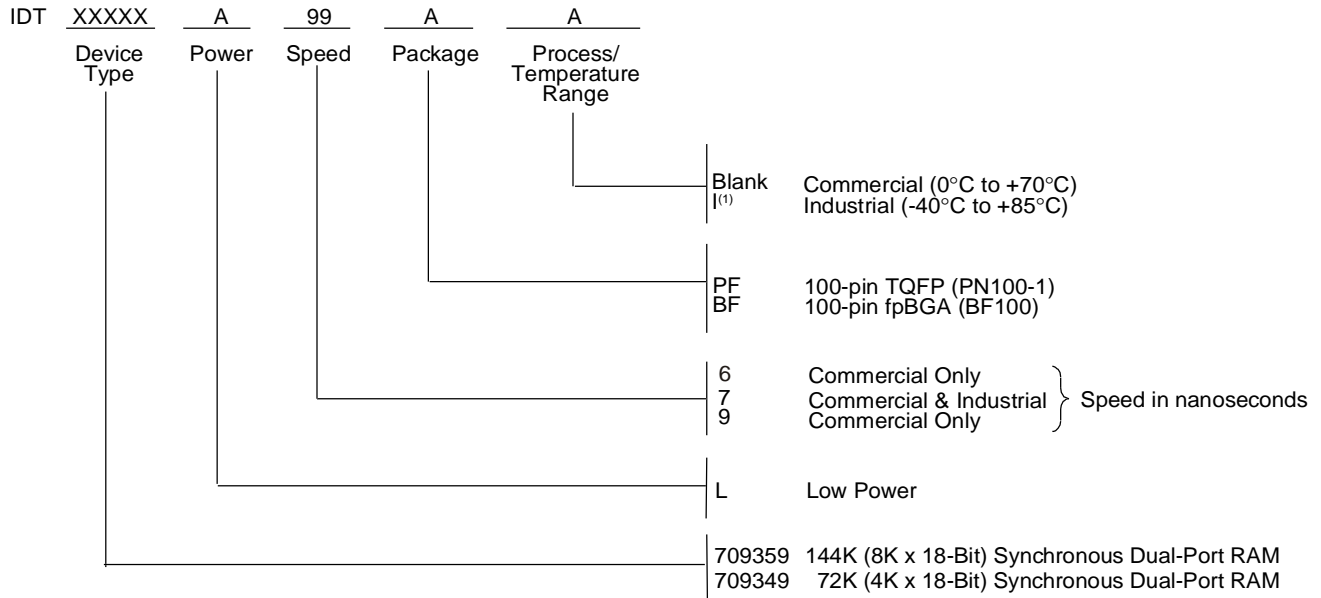 IDT XXXXX A 99 A A
Device Type Power Speed Package Process/ Temperature Range
Blank Commercial (0°C to +70°C)
I(1) Industrial (-40°C to +85°C)
PF 100-pin TQFP (PN100-1)
BF 100-pin fpBGA (BF100)
6 Commercial Only
7 Commercial & Industrial Speed in nanoseconds
9 Commercial Only
L Low Power
709359 144K (8K x 18-Bit) Synchronous Dual-Port RAM
709349 72K (4K x 18-Bit) Synchronous Dual-Port RAM